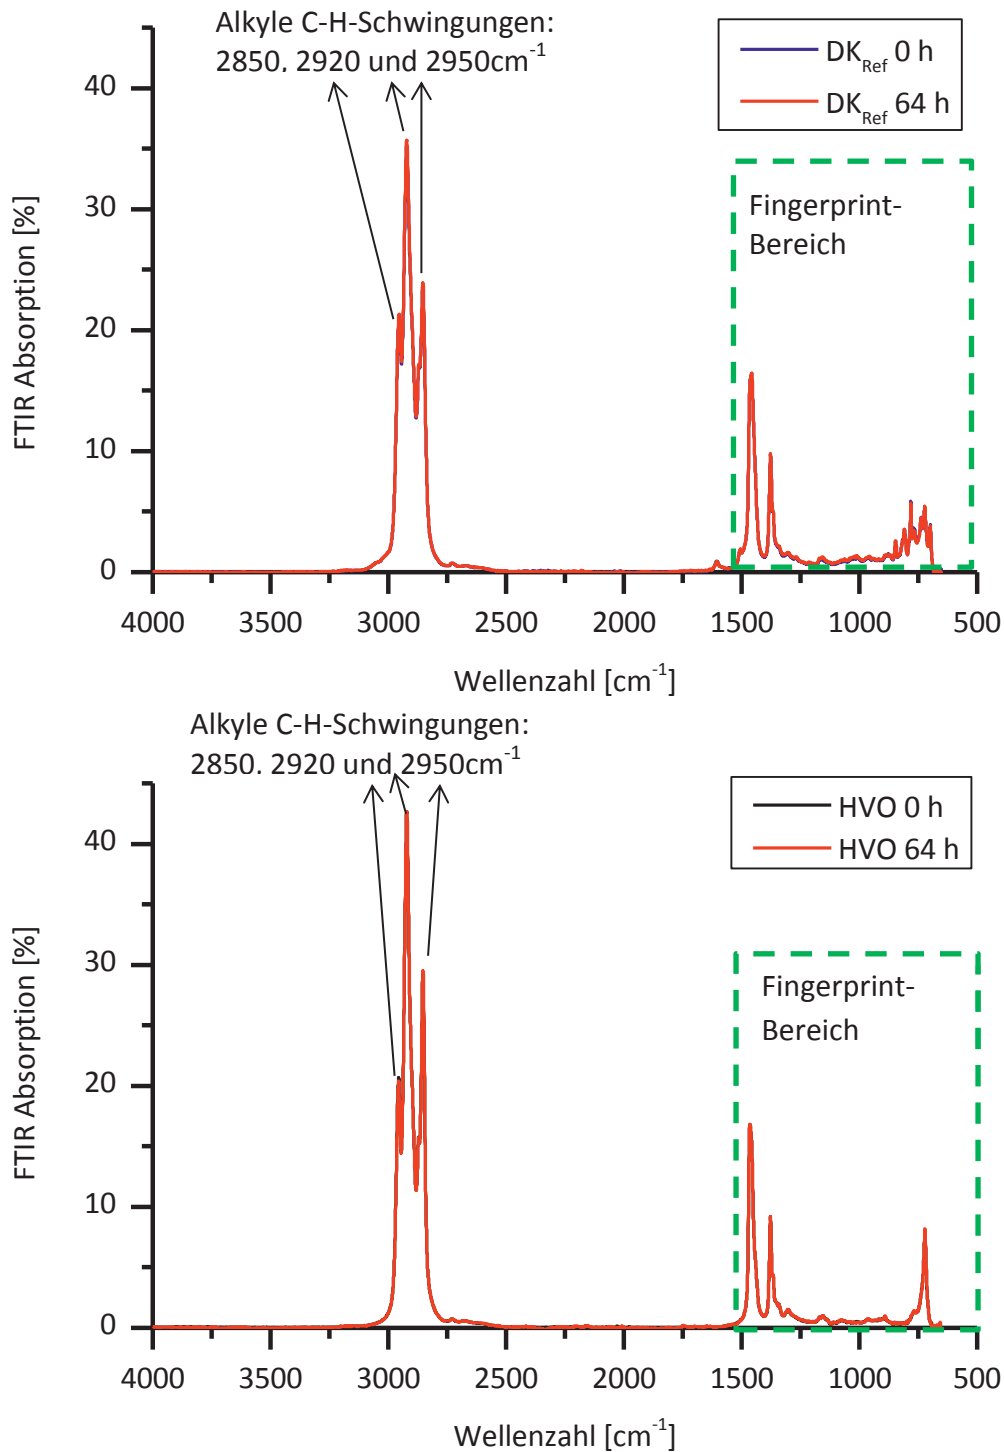 Alkyle C-H-Schwingungen:
2850, 2920 und 2950cm⁻¹
DK_Ref 0 h
DK_Ref 64 h
Fingerprint-
Bereich
FTIR Absorption [%]
40
30
20
10
0
4000 3500 3000 2500 2000 1500 1000 500
Wellenzahl [cm⁻¹]
Alkyle C-H-Schwingungen:
2850, 2920 und 2950cm⁻¹
HVO 0 h
HVO 64 h
Fingerprint-
Bereich
FTIR Absorption [%]
40
30
20
10
0
4000 3500 3000 2500 2000 1500 1000 500
Wellenzahl [cm⁻¹]